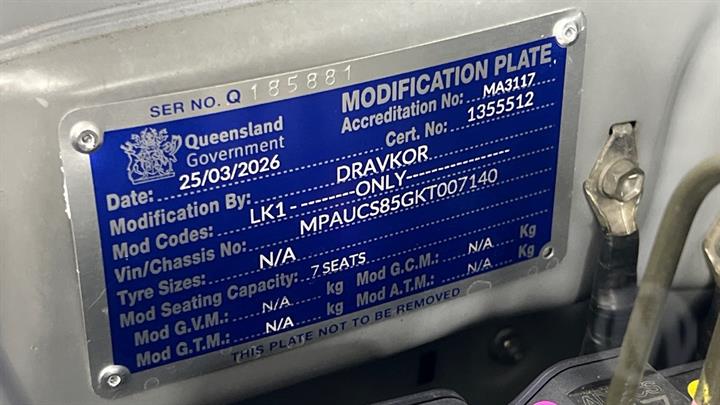 SER NO. Q 185881
Queensland Government
MODIFICATION PLATE
Accreditation No: MA3117
Cert. No: 1355512
Date: 25/03/2026
Modification By: DRAVKOR
Mod Codes: LK1 - --------ONLY----------------
Vin/Chassis No: MPAUCS85GKT007140
Tyre Sizes: N/A
Mod Seating Capacity: 7 SEATS
Mod G.V.M.: N/A kg Mod G.C.M.: N/A Kg
Mod G.T.M.: N/A kg Mod A.T.M.: N/A Kg
THIS PLATE NOT TO BE REMOVED